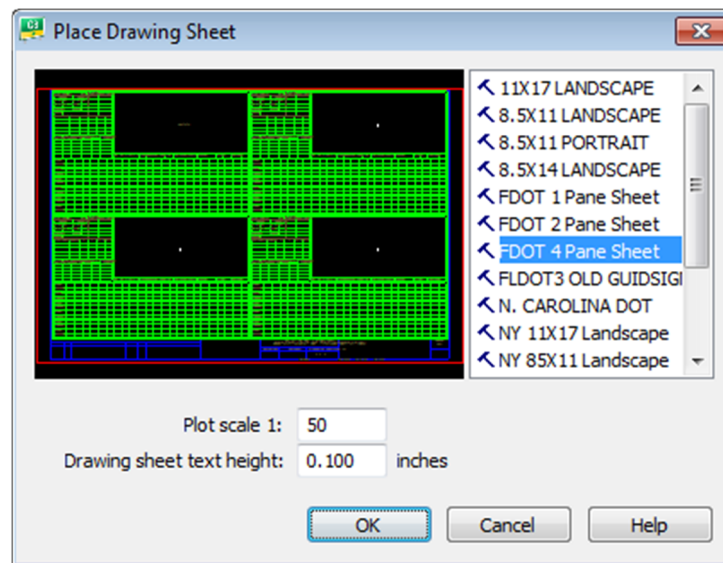 Place Drawing Sheet
11X17 LANDSCAPE
8.5X11 LANDSCAPE
8.5X11 PORTRAIT
8.5X14 LANDSCAPE
FDOT 1 Pane Sheet
FDOT 2 Pane Sheet
FDOT 4 Pane Sheet
FLDOT3 OLD GUIDSIG
N. CAROLINA DOT
NY 11X17 Landscape
NY 85X11 Landscape
Plot scale 1: 50
Drawing sheet text height: 0.100 inches
OK Cancel Help